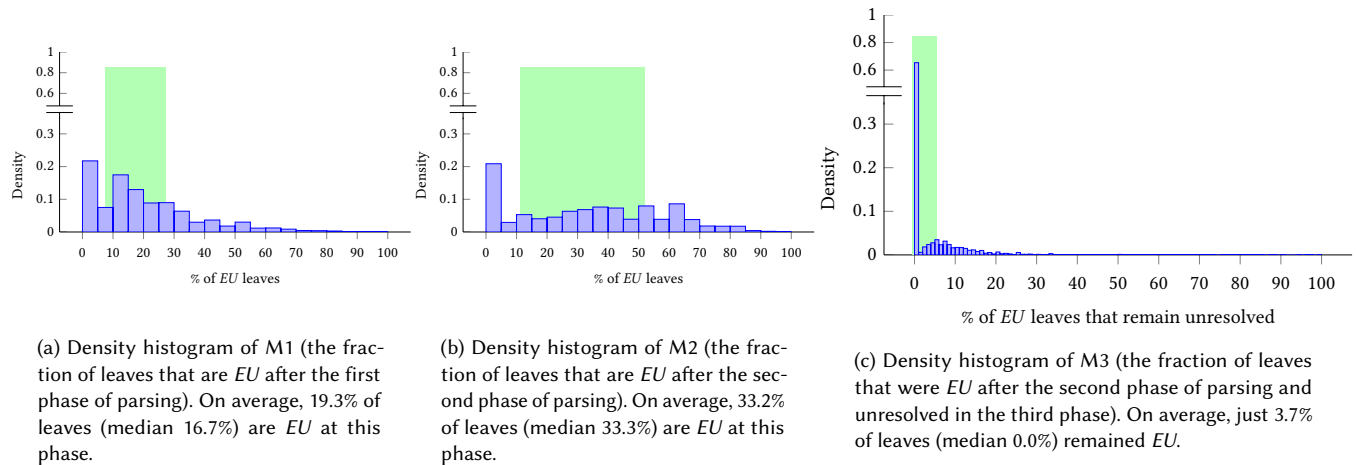 1
0.8
0.6
0.3
0.2
0.1
0
Density
0 10 20 30 40 50 60 70 80 90 100
% of EU leaves
(a) Density histogram of M1 (the frac-
tion of leaves that are EU after the first
phase of parsing). On average, 19.3% of
leaves (median 16.7%) are EU at this
phase.
1
0.8
0.6
0.3
0.2
0.1
0
Density
0 10 20 30 40 50 60 70 80 90 100
% of EU leaves
(b) Density histogram of M2 (the frac-
tion of leaves that are EU after the sec-
ond phase of parsing). On average, 33.2%
of leaves (median 33.3%) are EU at this
phase.
1
0.8
0.6
0.3
0.2
0.1
0
Density
0 10 20 30 40 50 60 70 80 90 100
% of EU leaves that remain unresolved
(c) Density histogram of M3 (the fraction of leaves
that were EU after the second phase of parsing and
unresolved in the third phase). On average, just 3.7%
of leaves (median 0.0%) remained EU.